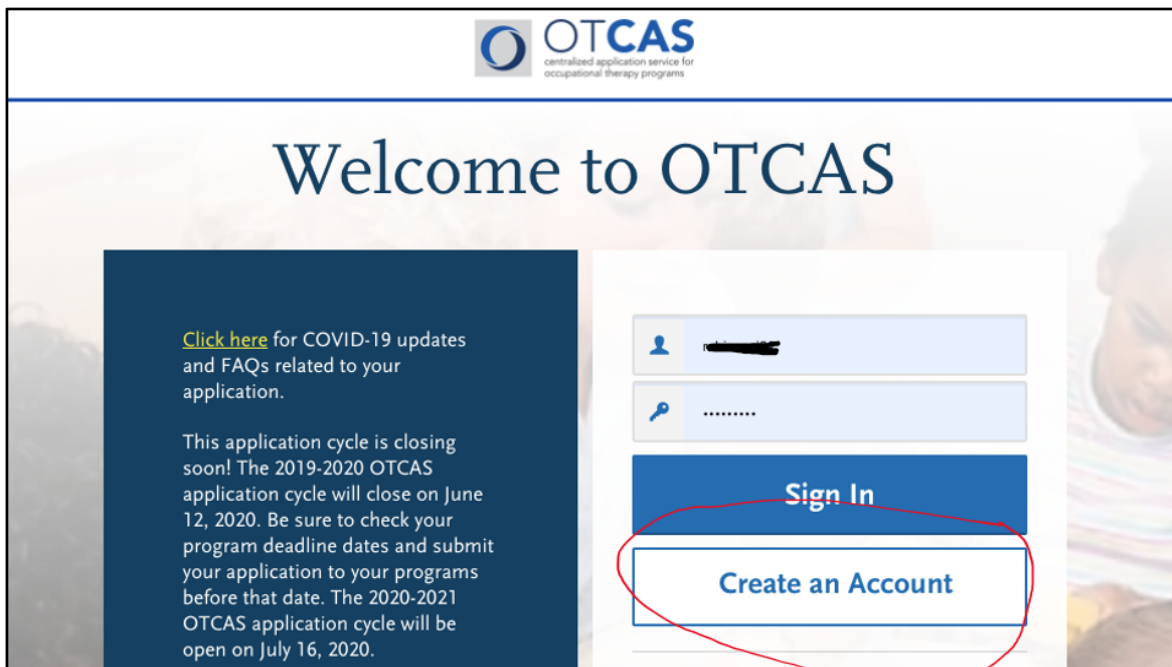 OTCAS
centralized application service for
occupational therapy programs
Welcome to OTCAS
Click here for COVID-19 updates
and FAQs related to your
application.
This application cycle is closing
soon! The 2019-2020 OTCAS
application cycle will close on June
12, 2020. Be sure to check your
program deadline dates and submit
your application to your programs
before that date. The 2020-2021
OTCAS application cycle will be
open on July 16, 2020.
Sign In
Create an Account